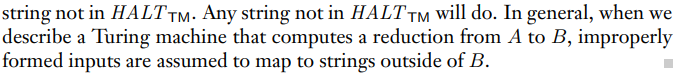 string not in HALT_TM. Any string not in HALT_TM will do. In general, when we
describe a Turing machine that computes a reduction from A to B, improperly
formed inputs are assumed to map to strings outside of B.